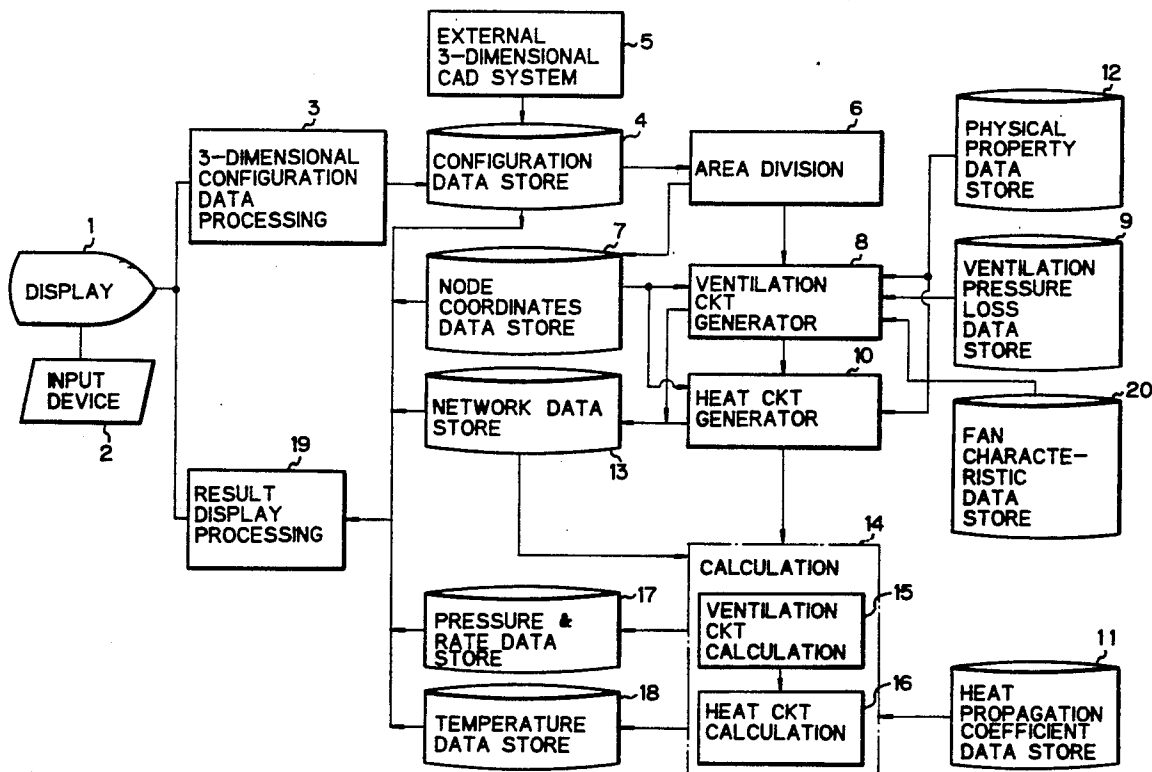 EXTERNAL
3-DIMENSIONAL
CAD SYSTEM
5
3
3-DIMENSIONAL
CONFIGURATION
DATA
PROCESSING
4
CONFIGURATION
DATA STORE
6
AREA DIVISION
12
PHYSICAL
PROPERTY
DATA
STORE
1
DISPLAY
INPUT
DEVICE
2
7
NODE
COORDINATES
DATA STORE
8
VENTILATION
CKT
GENERATOR
9
VENTILATION
PRESSURE
LOSS
DATA
STORE
10
HEAT CKT
GENERATOR
NETWORK DATA
STORE
13
20
FAN
CHARACTE-
RISTIC
DATA
STORE
19
RESULT
DISPLAY
PROCESSING
14
CALCULATION
15
VENTILATION
CKT
CALCULATION
16
HEAT CKT
CALCULATION
17
PRESSURE &
RATE DATA
STORE
18
TEMPERATURE
DATA STORE
11
HEAT
PROPAGATION
COEFFICIENT
DATA STORE